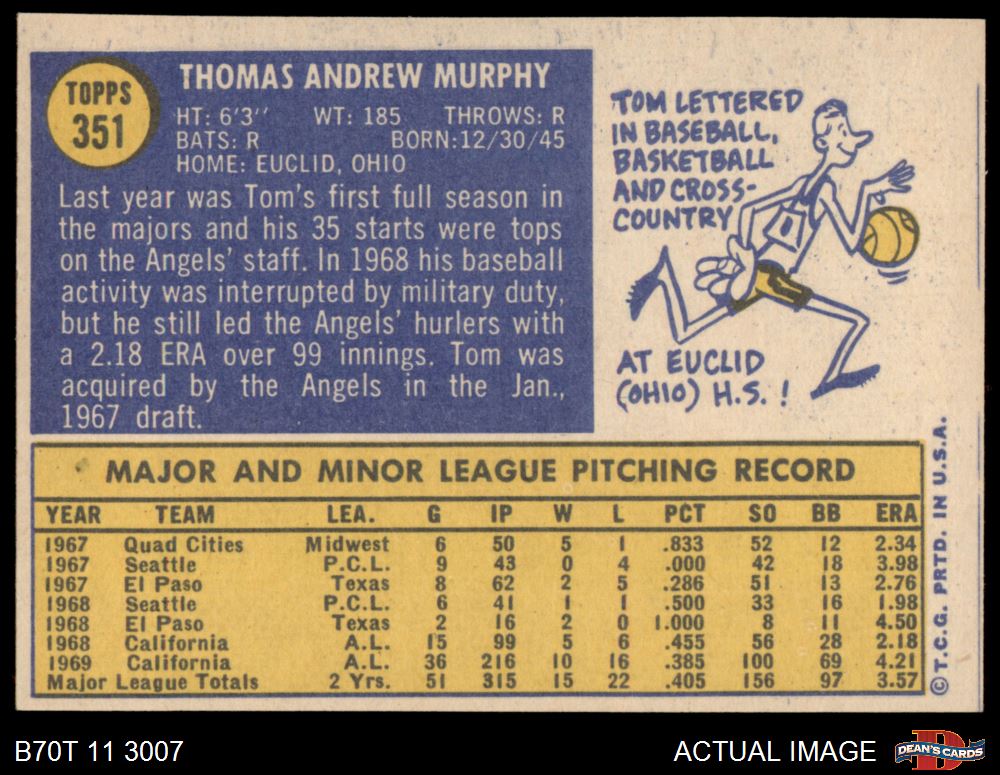 TOPPS
351
THOMAS ANDREW MURPHY
HT: 6'3'' WT: 185 THROWS: R
BATS: R BORN: 12/30/45
HOME: EUCLID, OHIO
Last year was Tom's first full season in
the majors and his 35 starts were tops
on the Angels' staff. In 1968 his baseball
activity was interrupted by military duty,
but he still led the Angels' hurlers with
a 2.18 ERA over 99 innings. Tom was
acquired by the Angels in the Jan.,
1967 draft.
TOM LETTERED
IN BASEBALL,
BASKETBALL
AND CROSS-
COUNTRY
AT EUCLID
(OHIO) H.S. !
MAJOR AND MINOR LEAGUE PITCHING RECORD
YEAR TEAM LEA. G IP W L PCT SO BB ERA
1967 Quad Cities Midwest 6 50 5 1 .833 52 12 2.34
1967 Seattle P.C.L. 9 43 0 4 .000 42 18 3.98
1967 El Paso Texas 8 62 2 5 .286 51 13 2.76
1968 Seattle P.C.L. 6 41 1 1 .500 33 16 1.98
1968 El Paso Texas 2 16 2 0 1.000 8 11 4.50
1968 California A.L. 15 99 5 6 .455 56 28 2.18
1969 California A.L. 36 216 10 16 .385 100 69 4.21
Major League Totals 2 Yrs. 51 315 15 22 .405 156 97 3.57
© T.C.G. PRTD. IN U.S.A.
B70T 11 3007
ACTUAL IMAGE
DEAN'S CARDS